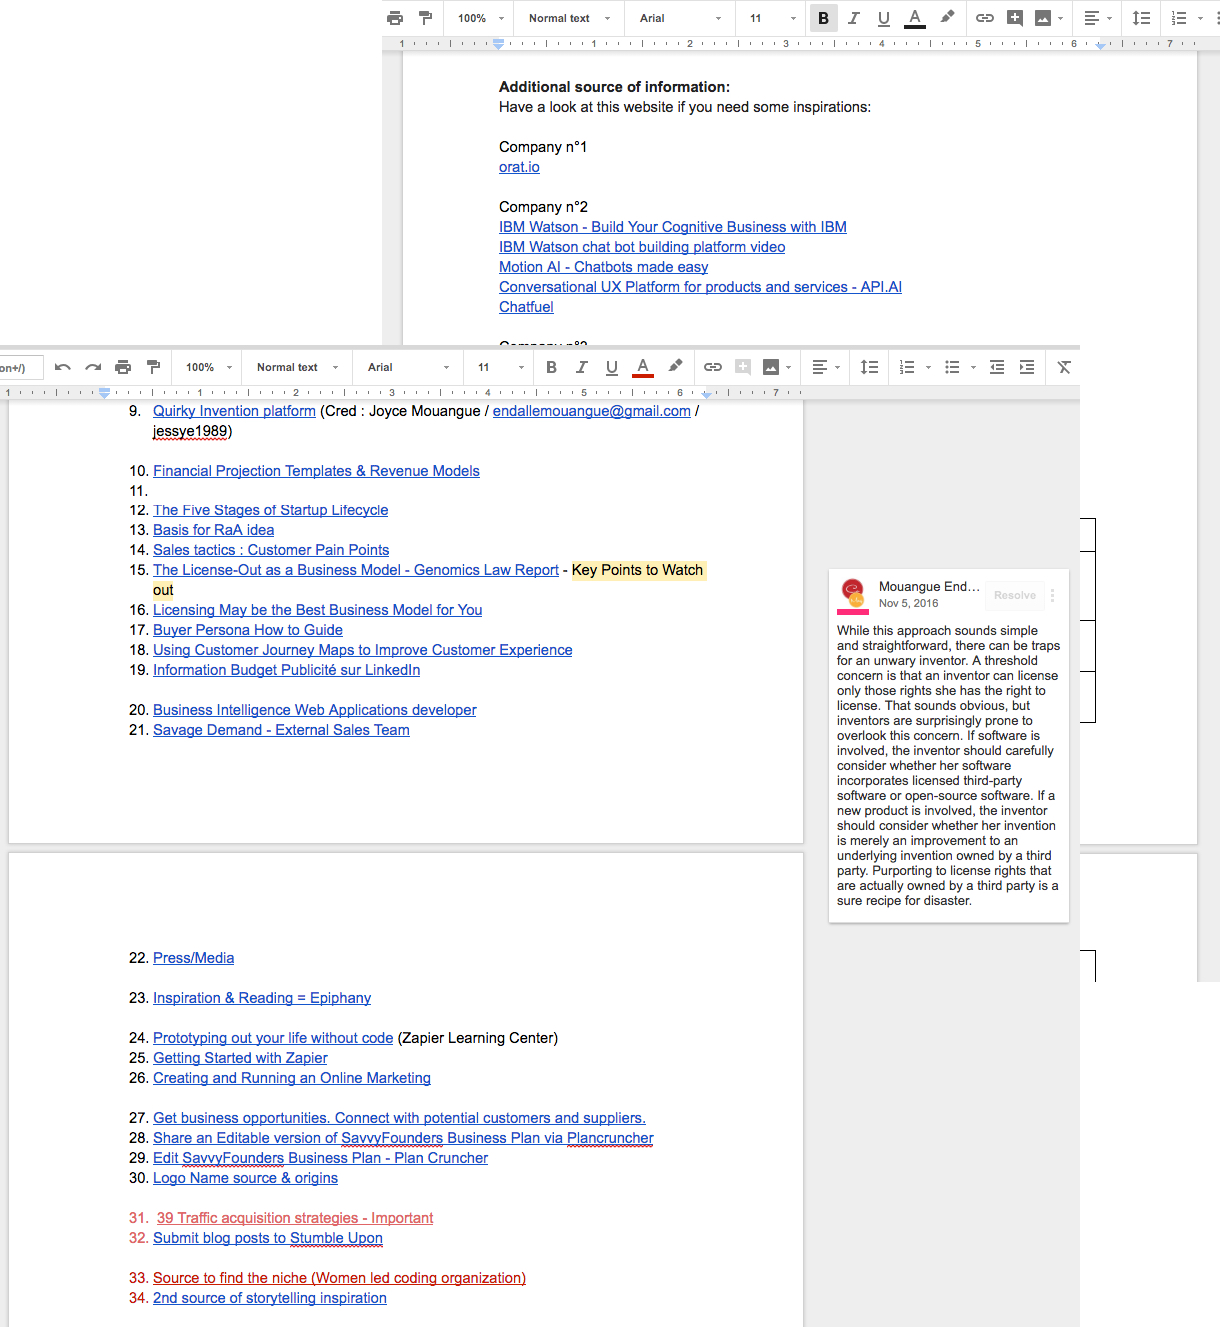 100% Normal text Arial 11 B I U A
1 1 2 3 4 5 6 7
Additional source of information:
Have a look at this website if you need some inspirations:
Company n°1
orat.io
Company n°2
IBM Watson - Build Your Cognitive Business with IBM
IBM Watson chat bot building platform video
Motion AI - Chatbots made easy
Conversational UX Platform for products and services - API.AI
Chatfuel
on+/) 100% Normal text Arial 11 B I U A
1 1 2 3 4 5 6 7
9. Quirky Invention platform (Cred : Joyce Mouangue / endallemouangue@gmail.com /
jessye1989)
10. Financial Projection Templates & Revenue Models
11.
12. The Five Stages of Startup Lifecycle
13. Basis for RaA idea
14. Sales tactics : Customer Pain Points
15. The License-Out as a Business Model - Genomics Law Report - Key Points to Watch
out
16. Licensing May be the Best Business Model for You
17. Buyer Persona How to Guide
18. Using Customer Journey Maps to Improve Customer Experience
19. Information Budget Publicité sur LinkedIn
20. Business Intelligence Web Applications developer
21. Savage Demand - External Sales Team
Mouangue End...
Resolve
Nov 5, 2016
While this approach sounds simple
and straightforward, there can be traps
for an unwary inventor. A threshold
concern is that an inventor can license
only those rights she has the right to
license. That sounds obvious, but
inventors are surprisingly prone to
overlook this concern. If software is
involved, the inventor should carefully
consider whether her software
incorporates licensed third-party
software or open-source software. If a
new product is involved, the inventor
should consider whether her invention
is merely an improvement to an
underlying invention owned by a third
party. Purporting to license rights that
are actually owned by a third party is a
sure recipe for disaster.
22. Press/Media
23. Inspiration & Reading = Epiphany
24. Prototyping out your life without code (Zapier Learning Center)
25. Getting Started with Zapier
26. Creating and Running an Online Marketing
27. Get business opportunities. Connect with potential customers and suppliers.
28. Share an Editable version of SavvyFounders Business Plan via Plancruncher
29. Edit SavvyFounders Business Plan - Plan Cruncher
30. Logo Name source & origins
31. 39 Traffic acquisition strategies - Important
32. Submit blog posts to Stumble Upon
33. Source to find the niche (Women led coding organization)
34. 2nd source of storytelling inspiration